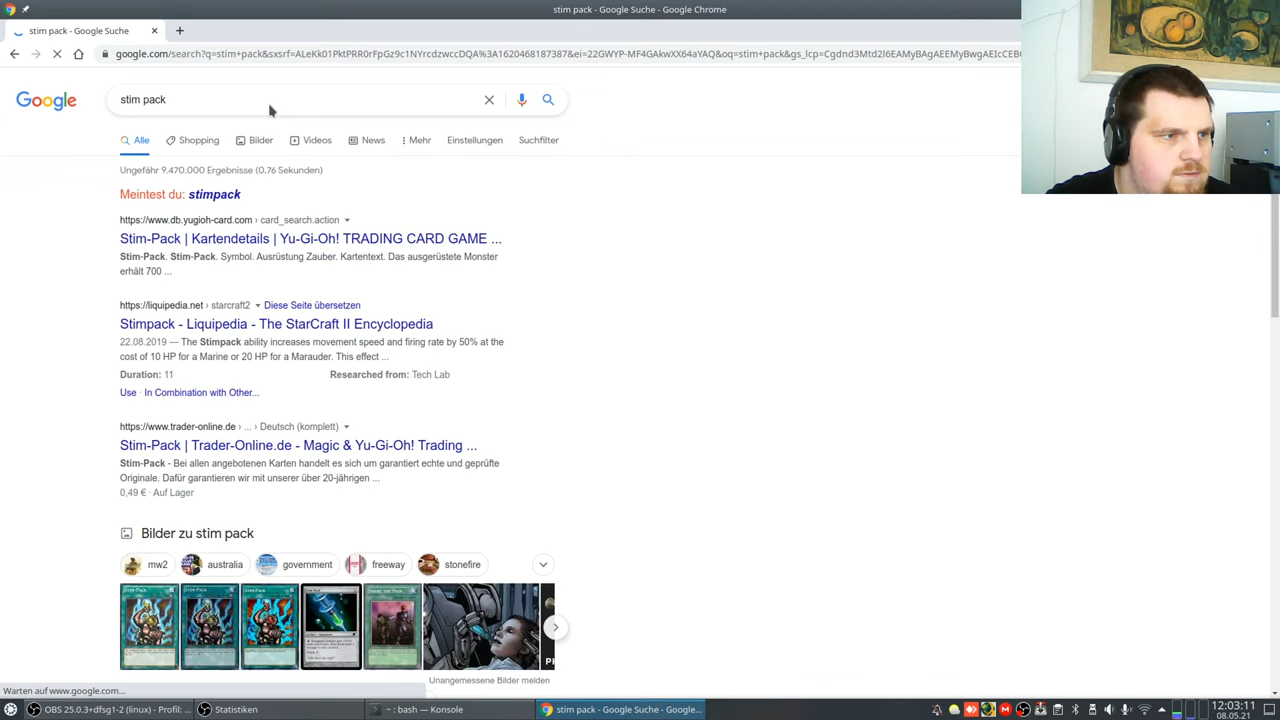 stim pack - Google Suche - Google Chrome
stim pack - Google Suche
google.com/search?q=stim+pack&sxsrf=ALeKk01PktPRR0rFpGz9c1NYrcdzwccDQA%3A1620468187387&ei=22GWYP-MF4GAkwXX64aYAQ&oq=stim+pack&gs_lcp=Cgdnd3Mtd2l6EAMyBAgAEEMyBwgAEIcCEB
Google
stim pack
Alle
Shopping
Bilder
Videos
News
Mehr
Einstellungen
Suchfilter
Ungefähr 9.470.000 Ergebnisse (0,76 Sekunden)
Meintest du: stimpack
https://www.db.yugioh-card.com › card_search.action
Stim-Pack | Kartendetails | Yu-Gi-Oh! TRADING CARD GAME ...
Stim-Pack. Stim-Pack. Symbol. Ausrüstung Zauber. Kartentext. Das ausgerüstete Monster
erhält 700 ...
https://liquipedia.net › starcraft2 Diese Seite übersetzen
Stimpack - Liquipedia - The StarCraft II Encyclopedia
22.08.2019 — The Stimpack ability increases movement speed and firing rate by 50% at the
cost of 10 HP for a Marine or 20 HP for a Marauder. This effect ...
Duration: 11 Researched from: Tech Lab
Use · In Combination with Other...
https://www.trader-online.de › ... › Deutsch (komplett)
Stim-Pack | Trader-Online.de - Magic & Yu-Gi-Oh! Trading ...
Stim-Pack - Bei allen angebotenen Karten handelt es sich um garantiert echte und geprüfte
Originale. Dafür garantieren wir mit unserer über 20-jährigen ...
0,49 € · Auf Lager
Bilder zu stim pack
mw2
australia
government
freeway
stonefire
Unangemessene Bilder melden
Warten auf www.google.com...
OBS 25.0.3+dfsg1-2 (linux) - Profil: ...
Statistiken
~ : bash — Konsole
stim pack - Google Suche - Google...
12:03:11
08.05.21